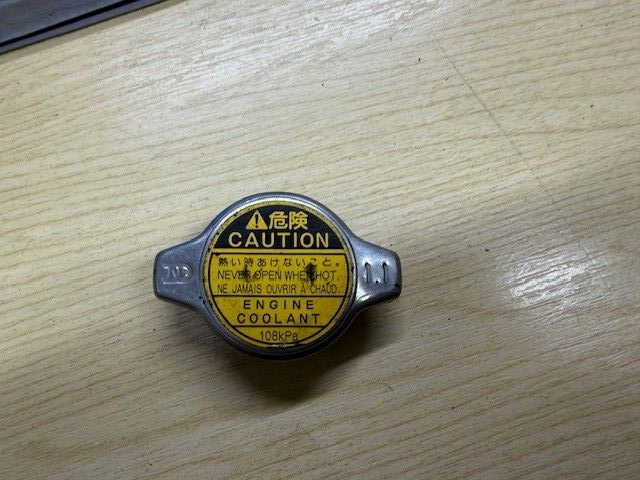 ⚠危険
CAUTION
熱い時あけないこと。
NEVER OPEN WHEN HOT.
NE JAMAIS OUVRIR À CHAUD.
ENGINE
COOLANT
108kPa
1.1